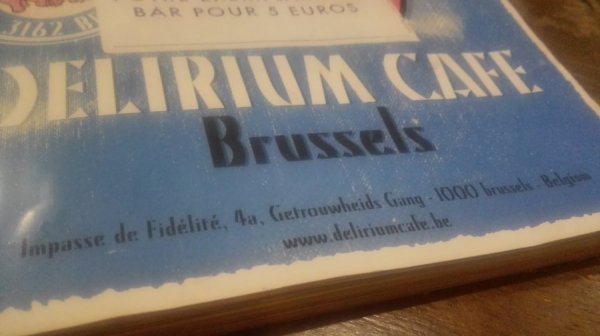 BAR POUR 5 EUROS
3162
DELIRIUM CAFE
Brussels
Impasse de Fidélité, 4a, Getrouwheids Gang - 1000 brussels - Belgium
www.deliriumcafe.be